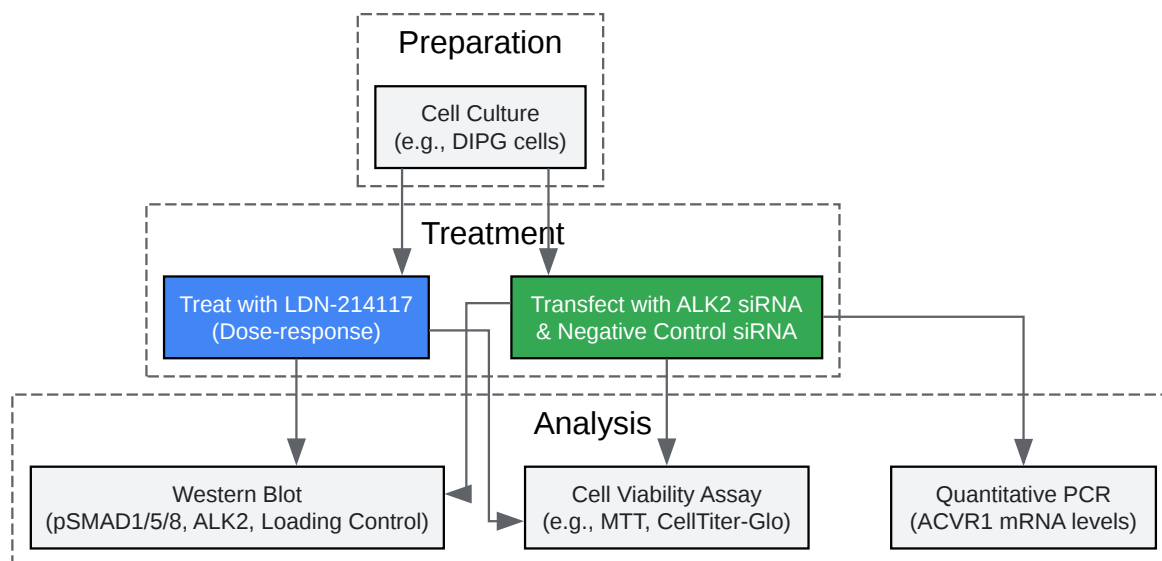 Preparation
Cell Culture
(e.g., DIPG cells)
Treatment
Treat with LDN-214117
(Dose-response)
Transfect with ALK2 siRNA
& Negative Control siRNA
Analysis
Western Blot
(pSMAD1/5/8, ALK2, Loading Control)
Cell Viability Assay
(e.g., MTT, CellTiter-Glo)
Quantitative PCR
(ACVR1 mRNA levels)